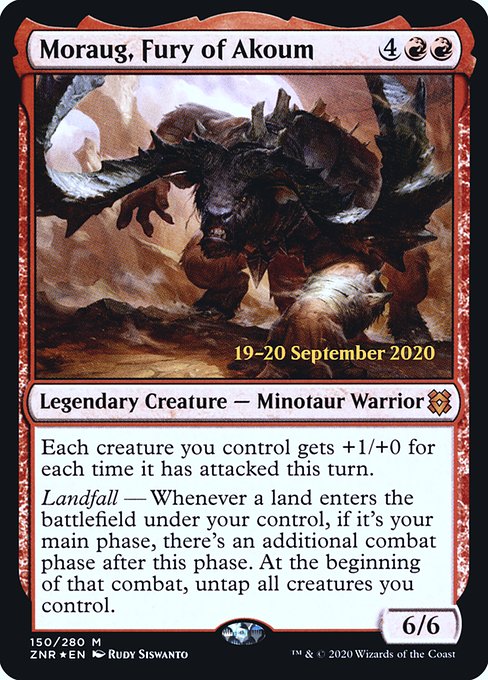 Moraug, Fury of Akoum 4
19–20 September 2020
Legendary Creature — Minotaur Warrior
Each creature you control gets +1/+0 for
each time it has attacked this turn.
Landfall — Whenever a land enters the
battlefield under your control, if it's your
main phase, there's an additional combat
phase after this phase. At the beginning
of that combat, untap all creatures you
control.
6/6
150/280 M
ZNR ★ EN Rudy Siswanto
™ & © 2020 Wizards of the Coast